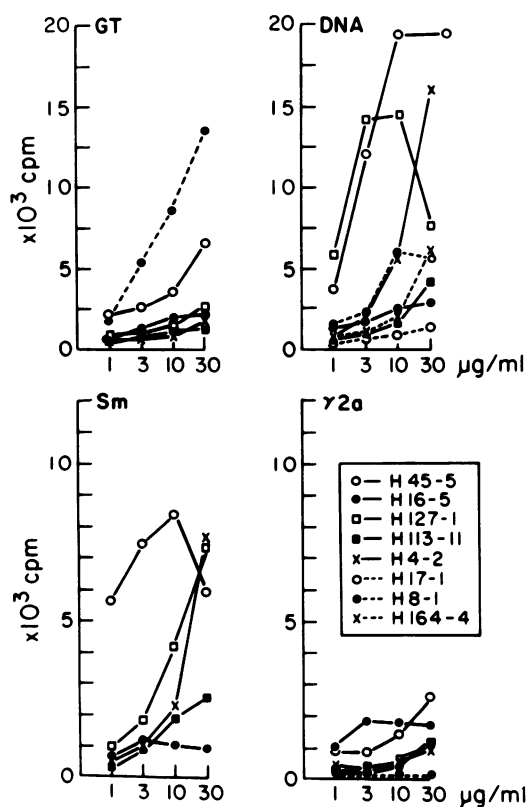 GT
20
15
10
5
0
x10³ cpm
1 3 10 30
DNA
20
15
10
5
0
1 3 10 30 µg/ml
Sm
10
5
0
x10³ cpm
1 3 10 30
γ2a
10
5
0
1 3 10 30 µg/ml
H 45-5
H 16-5
H 127-1
H 113-11
H 4-2
H 17-1
H 8-1
H 164-4